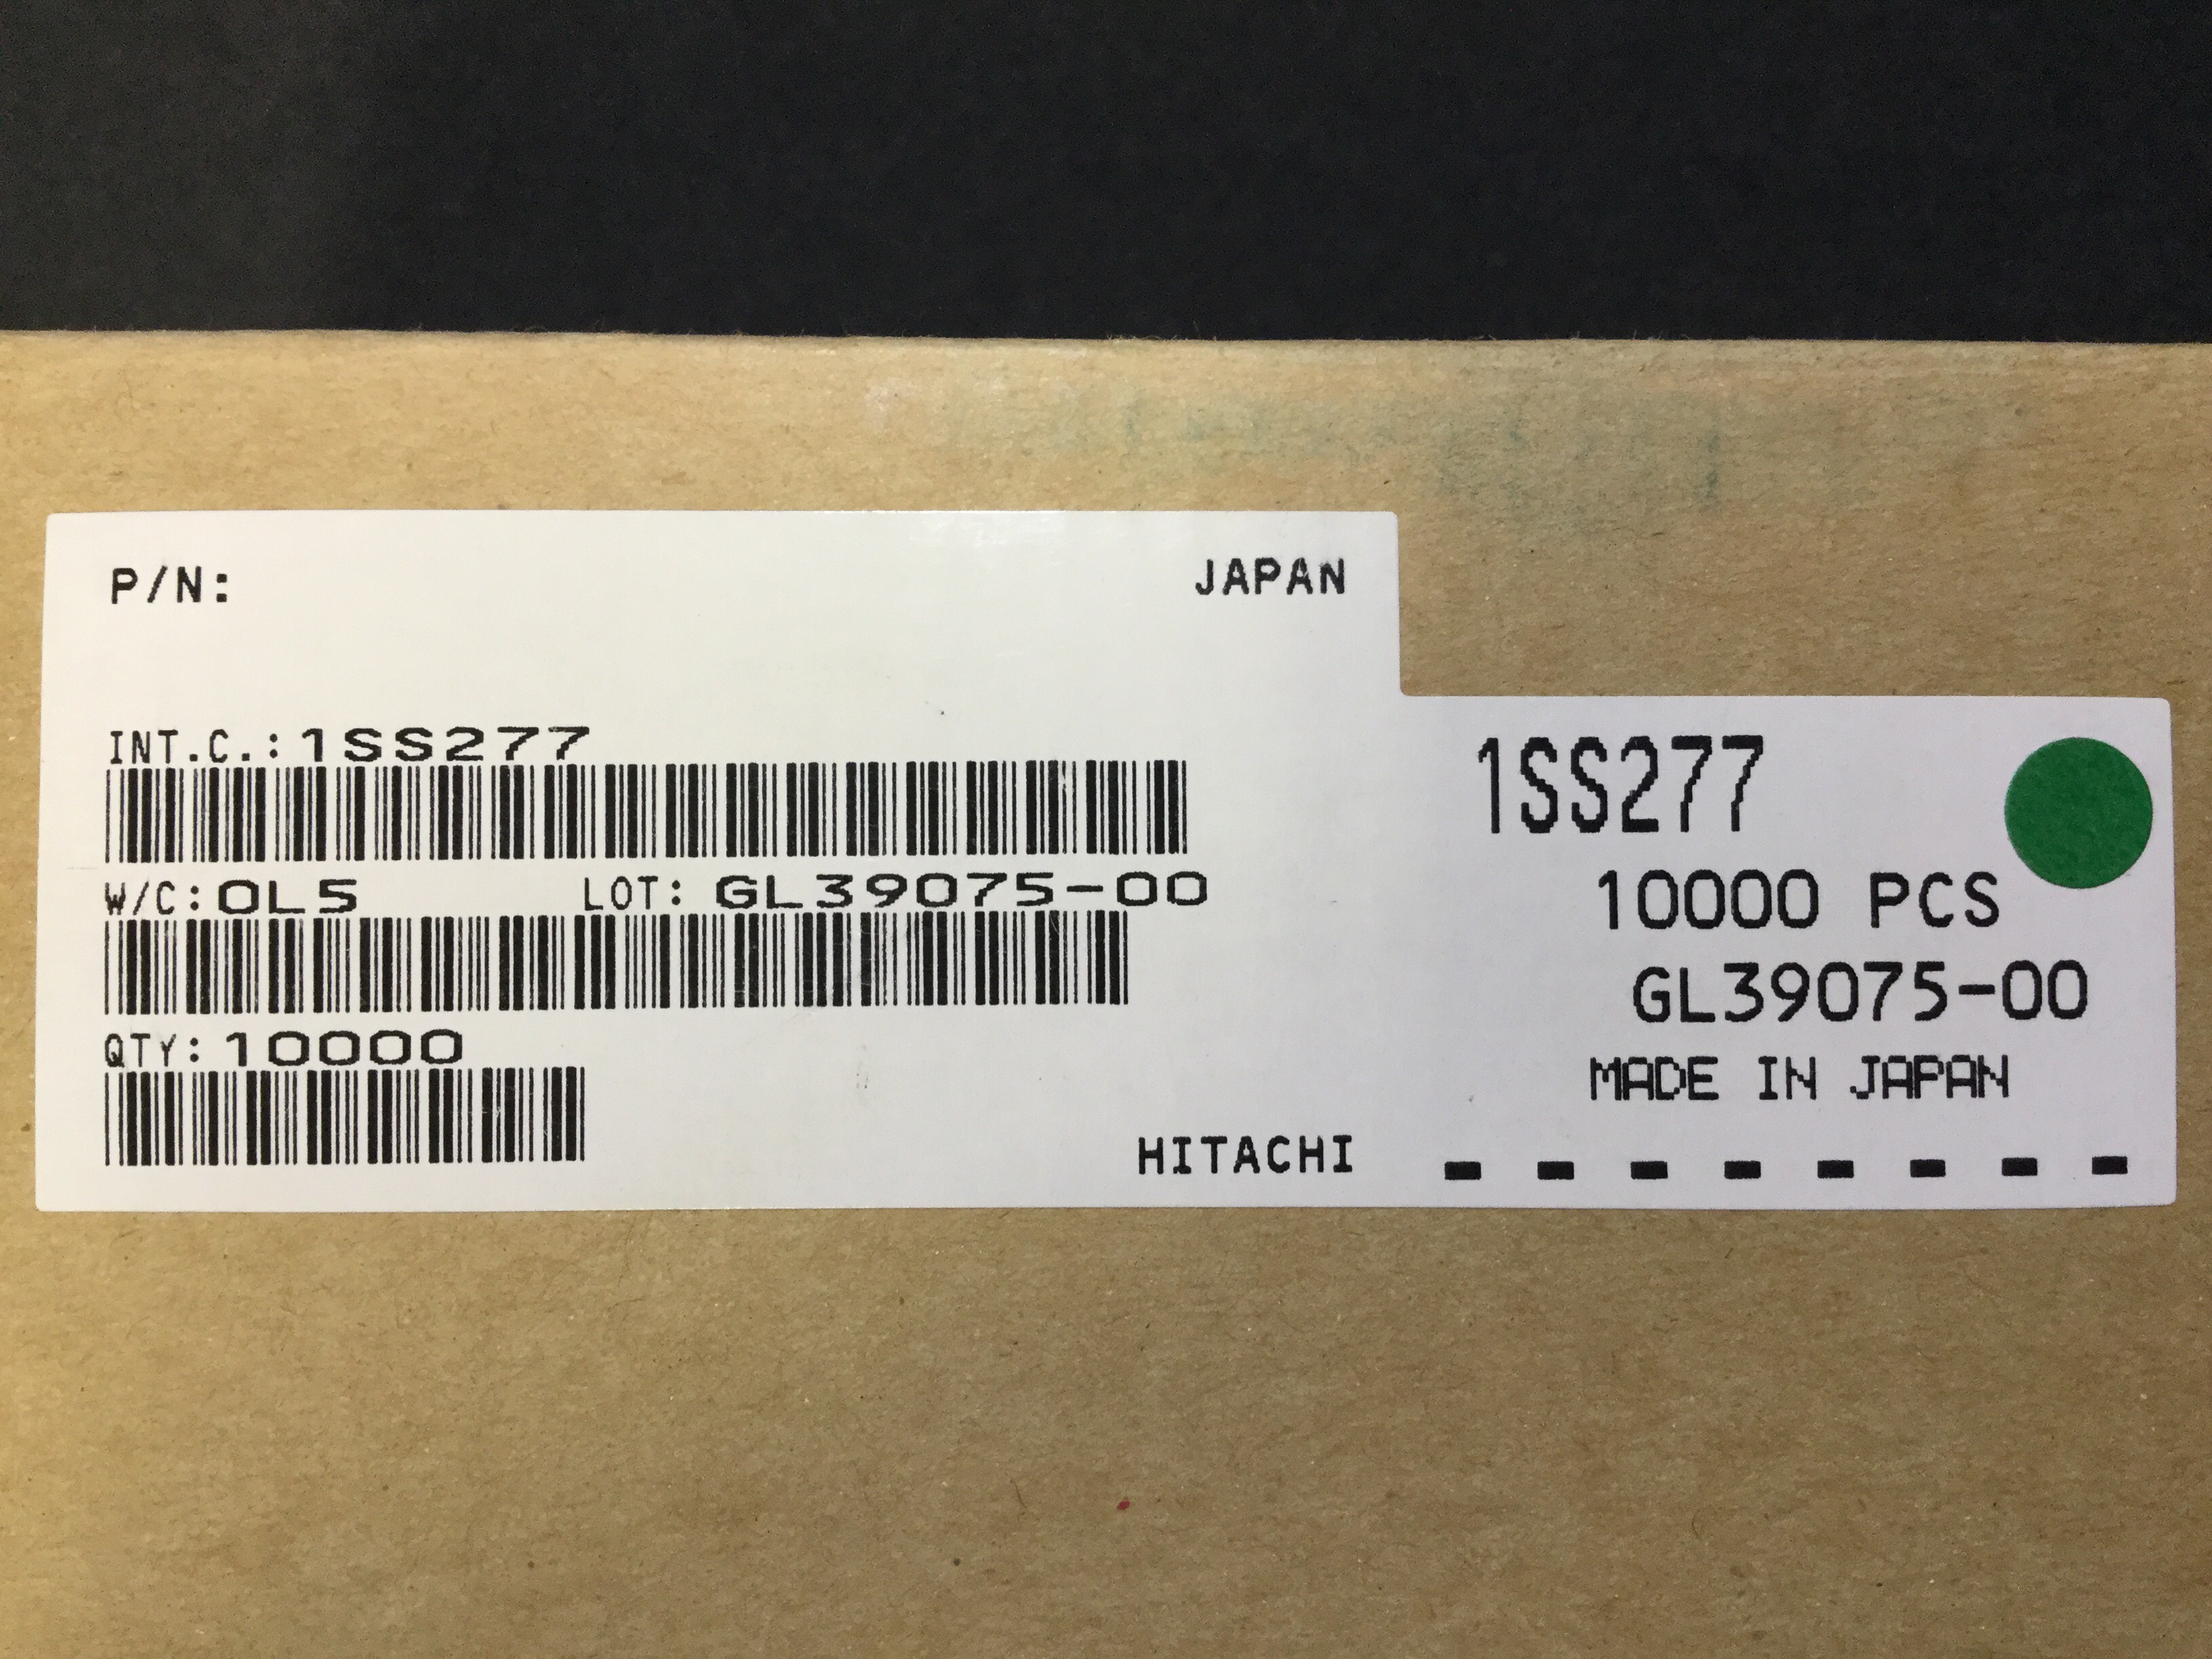 P/N:
JAPAN
INT.C.:1SS277
W/C:0L5 LOT: GL39075-00
QTY:10000
HITACHI
1SS277
10000 PCS
GL39075-00
MADE IN JAPAN
- - - - - - - -